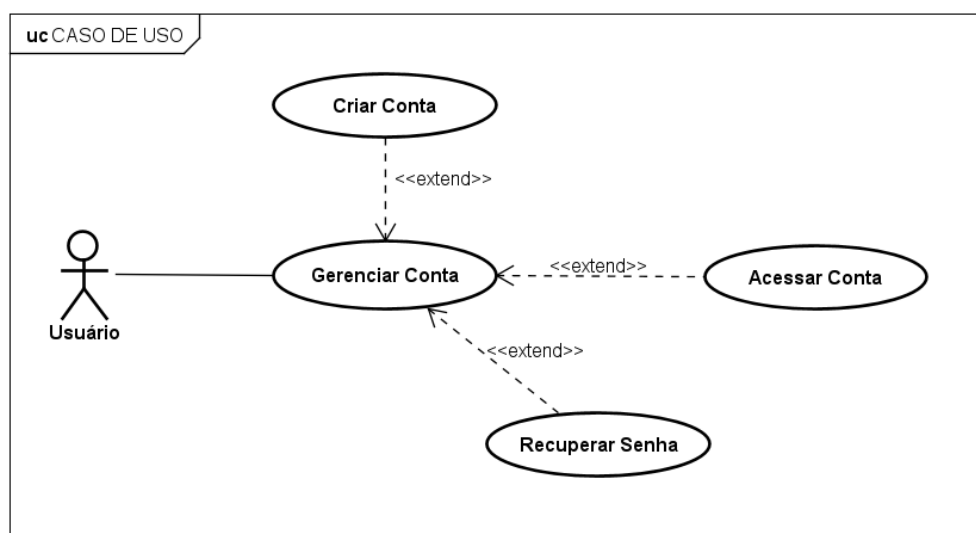 uc CASO DE USO
Criar Conta
<<extend>>
Gerenciar Conta
<<extend>>
Acessar Conta
Usuário
<<extend>>
Recuperar Senha